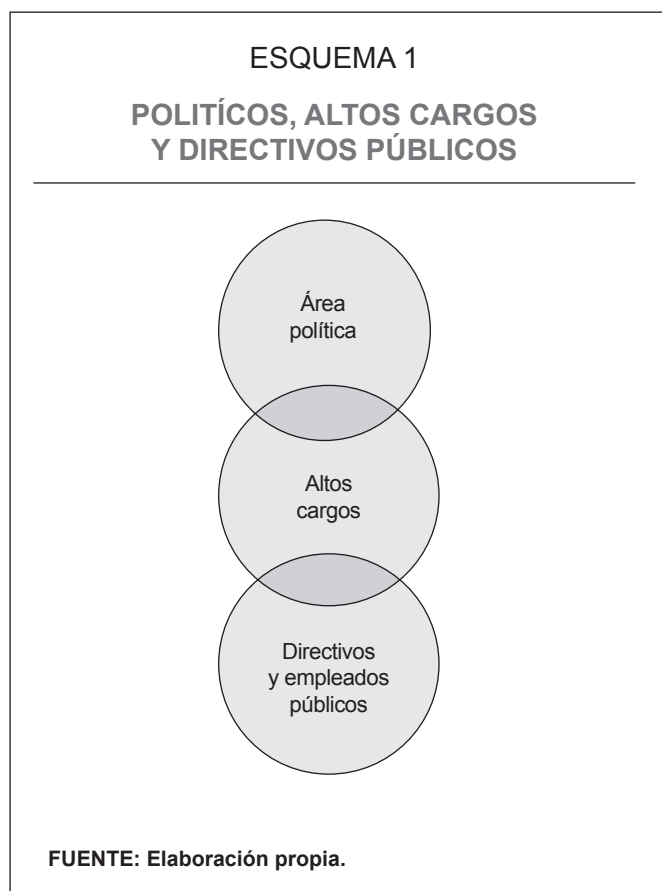 ESQUEMA 1
POLITÍCOS, ALTOS CARGOS
Y DIRECTIVOS PÚBLICOS
Área
política
Altos
cargos
Directivos
y empleados
públicos
FUENTE: Elaboración propia.